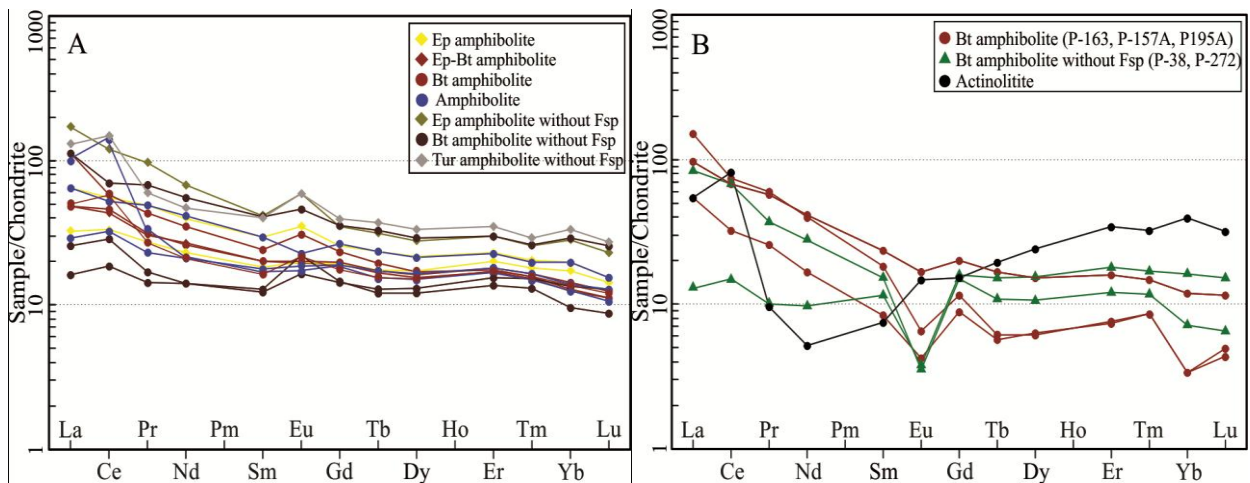 A
Sample/Chondrite
1000
100
10
1
Ep amphibolite
Ep-Bt amphibolite
Bt amphibolite
Amphibolite
Ep amphibolite without Fsp
Bt amphibolite without Fsp
Tur amphibolite without Fsp
La Pr Pm Eu Tb Ho Tm Lu
Ce Nd Sm Gd Dy Er Yb
B
Sample/Chondrite
1000
100
10
1
Bt amphibolite (P-163, P-157A, P195A)
Bt amphibolite without Fsp (P-38, P-272)
Actinolitite
La Pr Pm Eu Tb Ho Tm Lu
Ce Nd Sm Gd Dy Er Yb